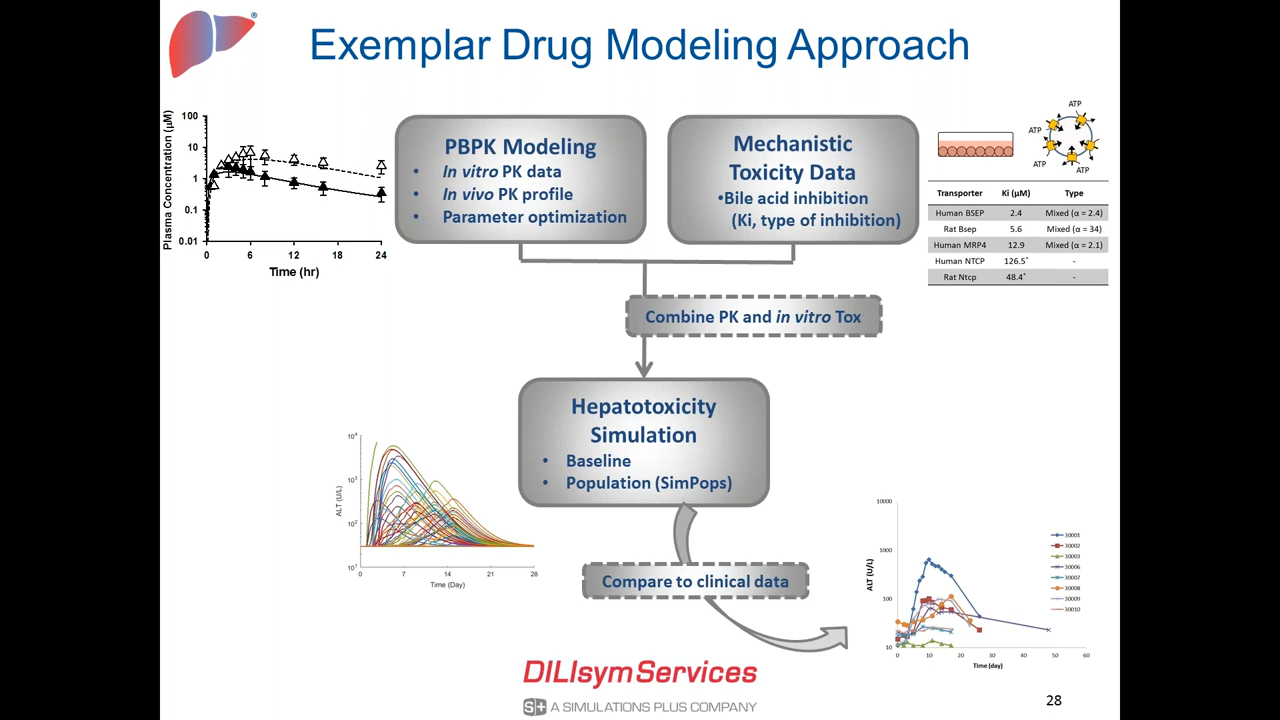 ®
Exemplar Drug Modeling Approach
Plasma Concentration (µM)
100
10
1
0.1
0.01
0
6
12
18
24
Time (hr)
PBPK Modeling
• In vitro PK data
• In vivo PK profile
• Parameter optimization
Mechanistic
Toxicity Data
•Bile acid inhibition
(Ki, type of inhibition)
ATP
ATP
ATP
ATP
Transporter Ki (µM) Type
Human BSEP 2.4 Mixed (α = 2.4)
Rat Bsep 5.6 Mixed (α = 34)
Human MRP4 12.9 Mixed (α = 2.1)
Human NTCP 126.5* -
Rat Ntcp 48.4* -
Combine PK and in vitro Tox
Hepatotoxicity
Simulation
• Baseline
• Population (SimPops)
ALT (U/L)
10⁴
10³
10²
10¹
0
7
14
21
28
Time (Day)
Compare to clinical data
ALT (U/L)
10000
1000
100
10
0
10
20
30
40
50
60
Time (day)
30001
30002
30003
30006
30007
30008
30009
30010
DILIsymServices
S+ A SIMULATIONS PLUS COMPANY
28